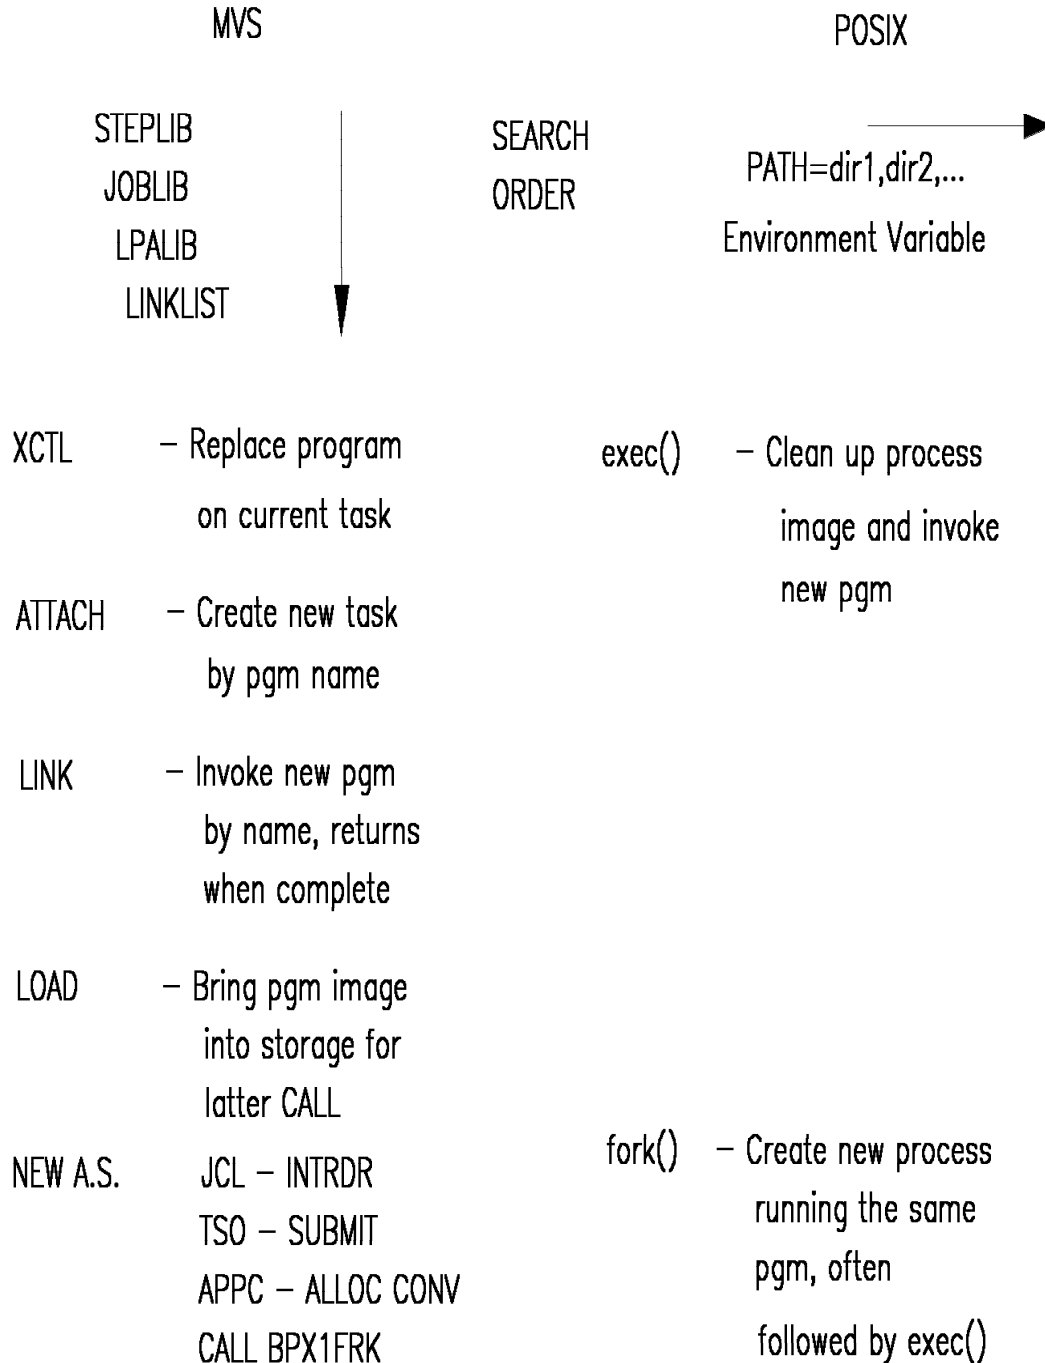 MVS
POSIX
STEPLIB
JOBLIB
LPALIB
LINKLIST
SEARCH
ORDER
PATH=dir1,dir2,...
Environment Variable
XCTL – Replace program
on current task
exec() – Clean up process
image and invoke
new pgm
ATTACH – Create new task
by pgm name
LINK – Invoke new pgm
by name, returns
when complete
LOAD – Bring pgm image
into storage for
latter CALL
NEW A.S. JCL – INTRDR
TSO – SUBMIT
APPC – ALLOC CONV
CALL BPX1FRK
fork() – Create new process
running the same
pgm, often
followed by exec()